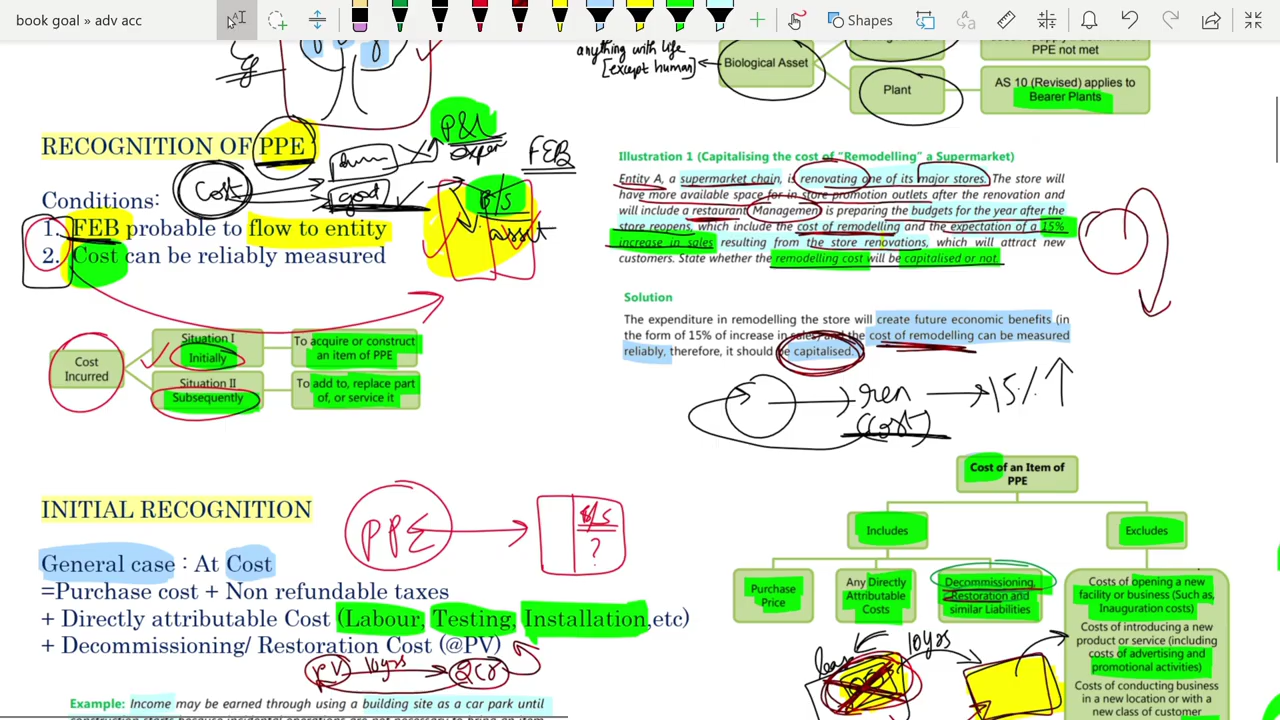 book goal » adv acc
Shapes
Eg
P&L
expen
FEB
RECOGNITION OF PPE
Cost
good
B/S
asset
Conditions:
1. FEB probable to flow to entity
2. Cost can be reliably measured
Cost Incurred
Situation I
Initially
To acquire or construct
an item of PPE
Situation II
Subsequently
To add to, replace part
of, or service it
INITIAL RECOGNITION
PPE
B/S
?
General case : At Cost
=Purchase cost + Non refundable taxes
+ Directly attributable Cost (Labour, Testing, Installation,etc)
+ Decommissioning/ Restoration Cost (@PV)
PV
10yrs
2Cr
Example: Income may be earned through using a building site as a car park until
anything with life
[except human]
Biological Asset
PPE not met
Plant
AS 10 (Revised) applies to
Bearer Plants
Illustration 1 (Capitalising the cost of "Remodelling" a Supermarket)
Entity A, a supermarket chain, is renovating one of its major stores. The store will
have more available space for in store promotion outlets after the renovation and
will include a restaurant. Management is preparing the budgets for the year after the
store reopens, which include the cost of remodelling and the expectation of a 15%
increase in sales resulting from the store renovations, which will attract new
customers. State whether the remodelling cost will be capitalised or not.
Solution
The expenditure in remodelling the store will create future economic benefits (in
the form of 15% of increase in sales) and the cost of remodelling can be measured
reliably, therefore, it should be capitalised.
ren
(cost)
15% ↑
Cost of an Item of
PPE
Includes
Excludes
Purchase
Price
Any Directly
Attributable
Costs
Decommissioning,
Restoration and
similar Liabilities
Costs of opening a new
facility or business (Such as,
Inauguration costs)
Costs of introducing a new
product or service (including
costs of advertising and
promotional activities)
Costs of conducting business
in a new location or with a
new class of customer
lease
10yrs